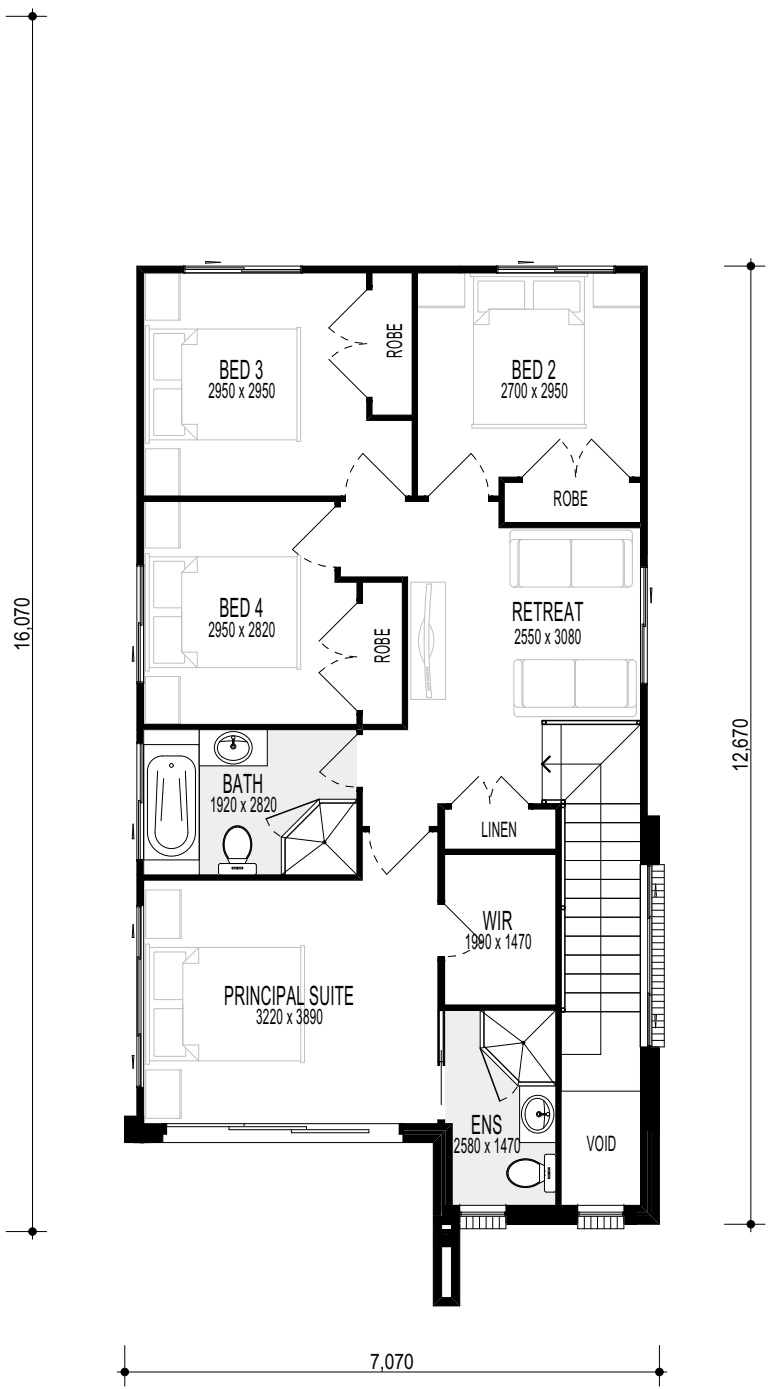 BED 3
2950 x 2950
ROBE
BED 2
2700 x 2950
ROBE
16,070
BED 4
2950 x 2820
ROBE
RETREAT
2550 x 3080
12,670
BATH
1920 x 2820
LINEN
WIR
1990 x 1470
PRINCIPAL SUITE
3220 x 3890
ENS
2580 x 1470
VOID
7,070